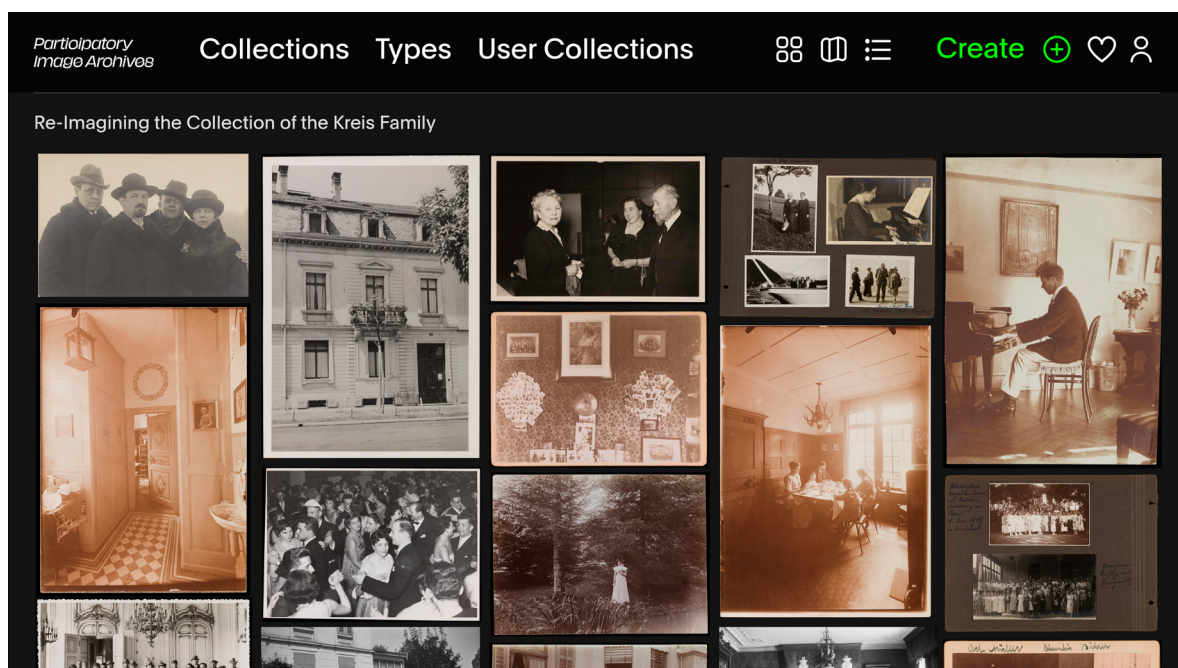 Participatory
Image Archives
Collections
Types
User Collections
Create
Re-Imagining the Collection of the Kreis Family